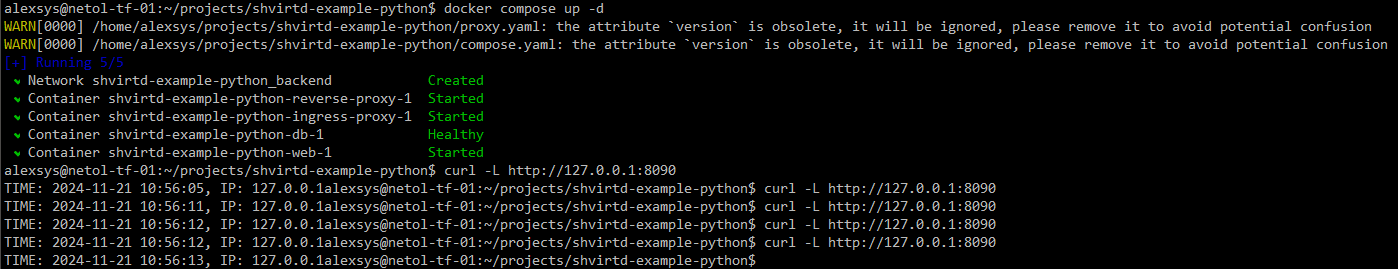 alexsys@netol-tf-01:~/projects/shvirtd-example-python$ docker compose up -d
WARN[0000] /home/alexsys/projects/shvirtd-example-python/proxy.yaml: the attribute `version` is obsolete, it will be ignored, please remove it to avoid potential confusion
WARN[0000] /home/alexsys/projects/shvirtd-example-python/compose.yaml: the attribute `version` is obsolete, it will be ignored, please remove it to avoid potential confusion
[+] Running 5/5
✔ Network shvirtd-example-python_backend Created
✔ Container shvirtd-example-python-reverse-proxy-1 Started
✔ Container shvirtd-example-python-ingress-proxy-1 Started
✔ Container shvirtd-example-python-db-1 Healthy
✔ Container shvirtd-example-python-web-1 Started
alexsys@netol-tf-01:~/projects/shvirtd-example-python$ curl -L http://127.0.0.1:8090
TIME: 2024-11-21 10:56:05, IP: 127.0.0.1alexsys@netol-tf-01:~/projects/shvirtd-example-python$ curl -L http://127.0.0.1:8090
TIME: 2024-11-21 10:56:11, IP: 127.0.0.1alexsys@netol-tf-01:~/projects/shvirtd-example-python$ curl -L http://127.0.0.1:8090
TIME: 2024-11-21 10:56:12, IP: 127.0.0.1alexsys@netol-tf-01:~/projects/shvirtd-example-python$ curl -L http://127.0.0.1:8090
TIME: 2024-11-21 10:56:12, IP: 127.0.0.1alexsys@netol-tf-01:~/projects/shvirtd-example-python$ curl -L http://127.0.0.1:8090
TIME: 2024-11-21 10:56:13, IP: 127.0.0.1alexsys@netol-tf-01:~/projects/shvirtd-example-python$